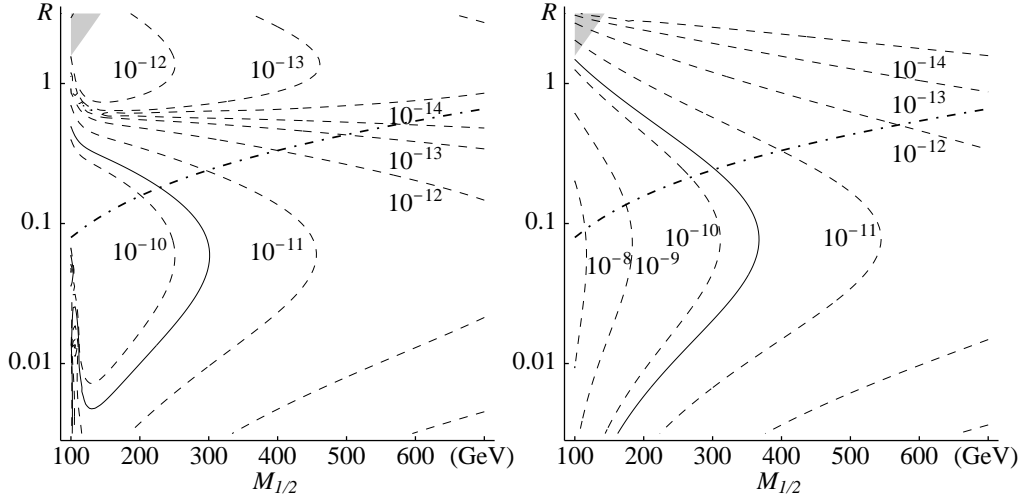 R R
10⁻¹² 10⁻¹³ 10⁻¹⁴
1 1
10⁻¹⁴ 10⁻¹³
10⁻¹³ 10⁻¹²
10⁻¹²
0.1 0.1
10⁻¹⁰ 10⁻¹¹ 10⁻¹⁰ 10⁻¹¹
10⁻⁸ 10⁻⁹
0.01 0.01
100 200 300 400 500 600 (GeV) 100 200 300 400 500 600 (GeV)
M1/2 M1/2